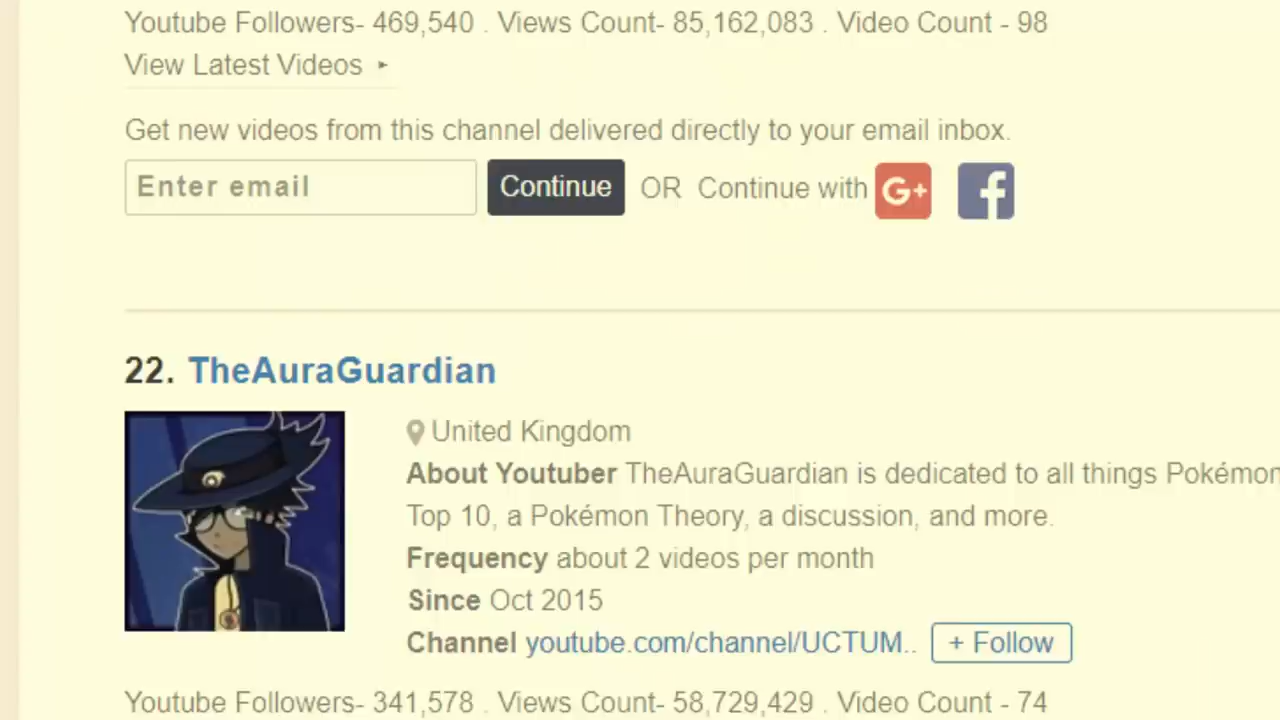 Youtube Followers- 469,540 . Views Count- 85,162,083 . Video Count - 98
View Latest Videos ‣
Get new videos from this channel delivered directly to your email inbox.
Enter email Continue OR Continue with G+ f
22. TheAuraGuardian
United Kingdom
About Youtuber TheAuraGuardian is dedicated to all things Pokémon
Top 10, a Pokémon Theory, a discussion, and more.
Frequency about 2 videos per month
Since Oct 2015
Channel youtube.com/channel/UCTUM.. + Follow
Youtube Followers- 341,578 . Views Count- 58,729,429 . Video Count - 74